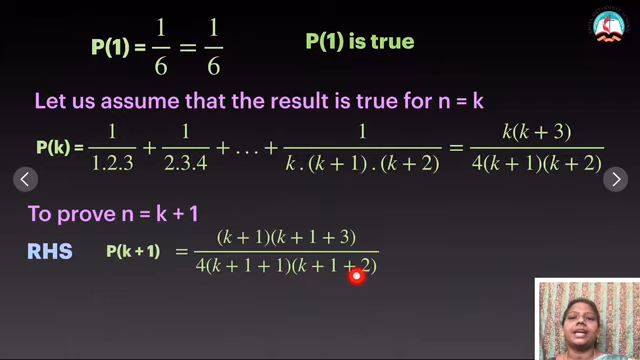 P(1) = 1/6 = 1/6 P(1) is true
Let us assume that the result is true for n = k
P(k) = 1/1.2.3 + 1/2.3.4 + . . . + 1/k . (k + 1) . (k + 2) = k(k + 3)/4(k + 1)(k + 2)
To prove n = k + 1
RHS P(k + 1) = (k + 1)(k + 1 + 3)/4(k + 1 + 1)(k + 1 + 2)